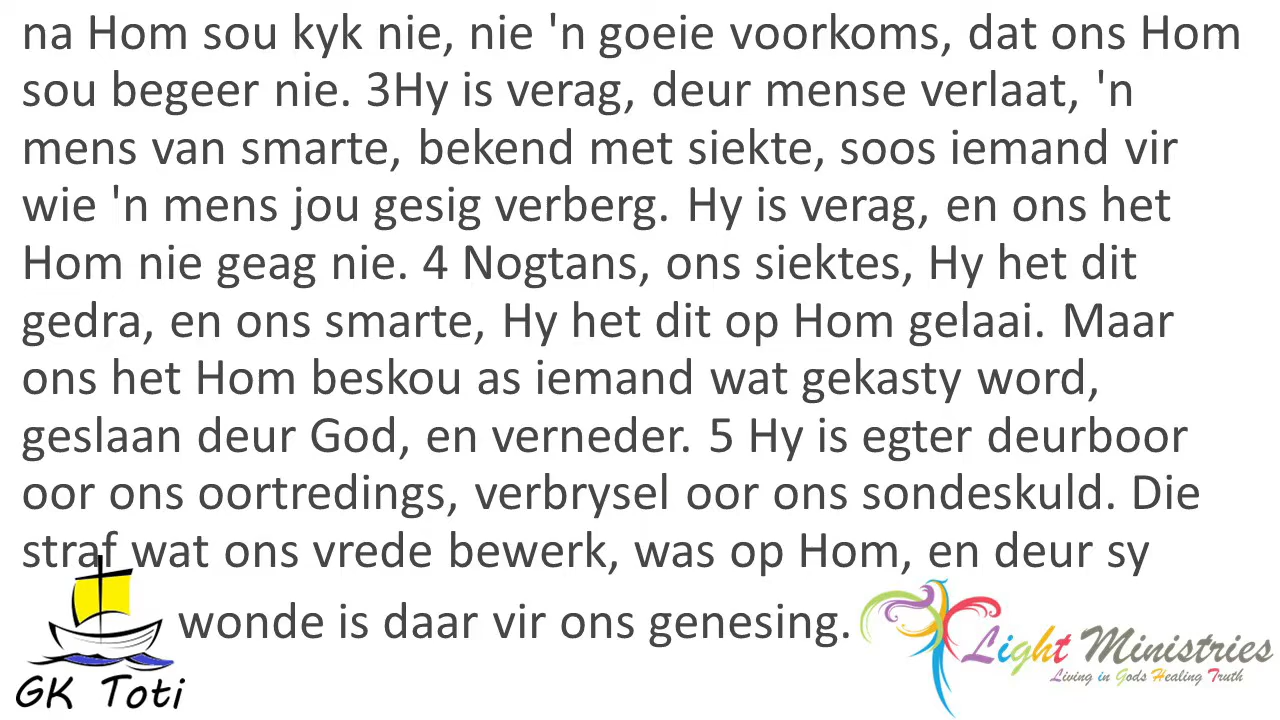 na Hom sou kyk nie, nie 'n goeie voorkoms, dat ons Hom
sou begeer nie. 3Hy is verag, deur mense verlaat, 'n
mens van smarte, bekend met siekte, soos iemand vir
wie 'n mens jou gesig verberg. Hy is verag, en ons het
Hom nie geag nie. 4 Nogtans, ons siektes, Hy het dit
gedra, en ons smarte, Hy het dit op Hom gelaai. Maar
ons het Hom beskou as iemand wat gekasty word,
geslaan deur God, en verneder. 5 Hy is egter deurboor
oor ons oortredings, verbrysel oor ons sondeskuld. Die
straf wat ons vrede bewerk, was op Hom, en deur sy
wonde is daar vir ons genesing.
GK Toti
Light Ministries
Living in Gods Healing Truth